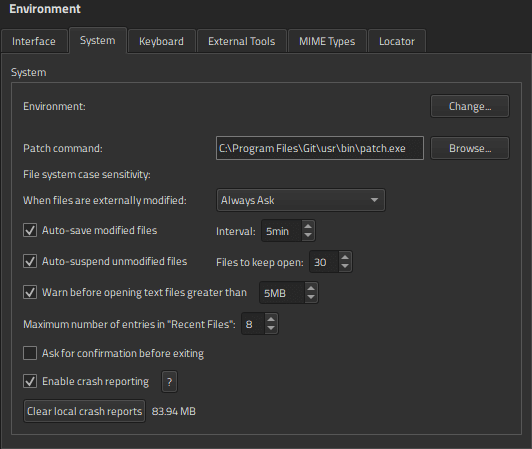 Environment
Interface System Keyboard External Tools MIME Types Locator
System
Environment: Change...
Patch command: C:\Program Files\Git\usr\bin\patch.exe Browse...
File system case sensitivity:
When files are externally modified: Always Ask
Auto-save modified files Interval: 5min
Auto-suspend unmodified files Files to keep open: 30
Warn before opening text files greater than 5MB
Maximum number of entries in "Recent Files": 8
Ask for confirmation before exiting
Enable crash reporting ?
Clear local crash reports 83.94 MB